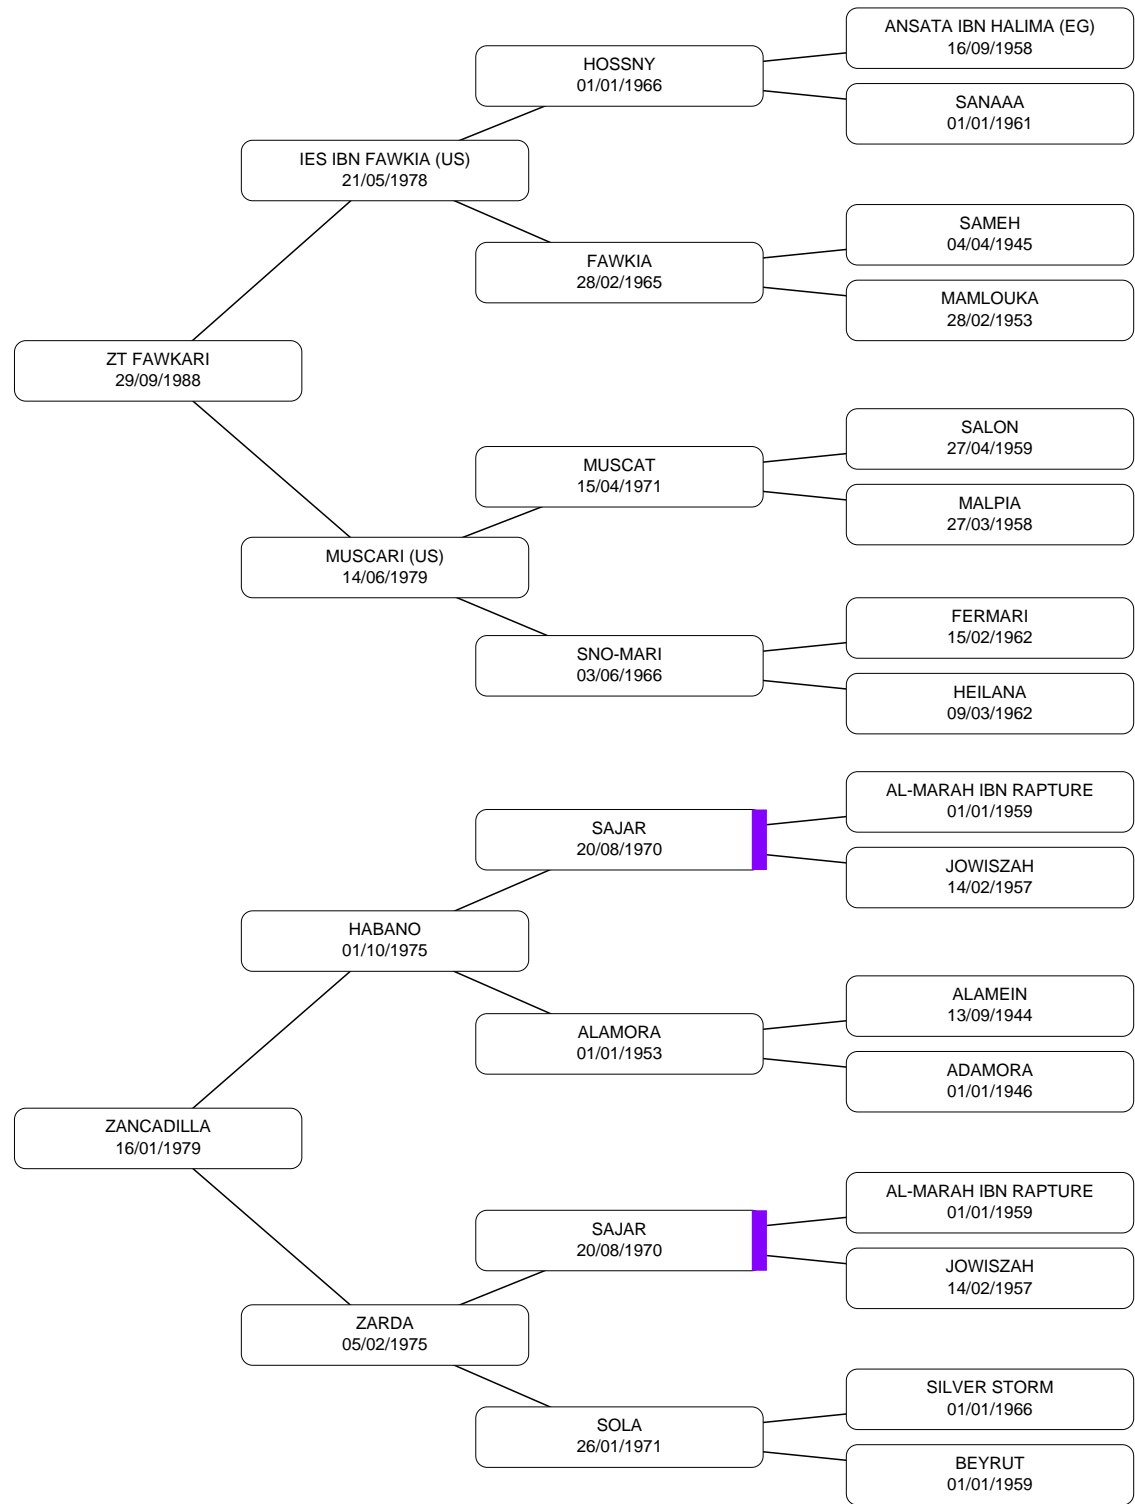 ANSATA IBN HALIMA (EG)
16/09/1958
HOSSNY
01/01/1966
SANAAA
01/01/1961
IES IBN FAWKIA (US)
21/05/1978
SAMEH
04/04/1945
FAWKIA
28/02/1965
MAMLOUKA
28/02/1953
ZT FAWKARI
29/09/1988
SALON
27/04/1959
MUSCAT
15/04/1971
MALPIA
27/03/1958
MUSCARI (US)
14/06/1979
FERMARI
15/02/1962
SNO-MARI
03/06/1966
HEILANA
09/03/1962
AL-MARAH IBN RAPTURE
01/01/1959
SAJAR
20/08/1970
JOWISZAH
14/02/1957
HABANO
01/10/1975
ALAMEIN
13/09/1944
ALAMORA
01/01/1953
ADAMORA
01/01/1946
ZANCADILLA
16/01/1979
AL-MARAH IBN RAPTURE
01/01/1959
SAJAR
20/08/1970
JOWISZAH
14/02/1957
ZARDA
05/02/1975
SILVER STORM
01/01/1966
SOLA
26/01/1971
BEYRUT
01/01/1959